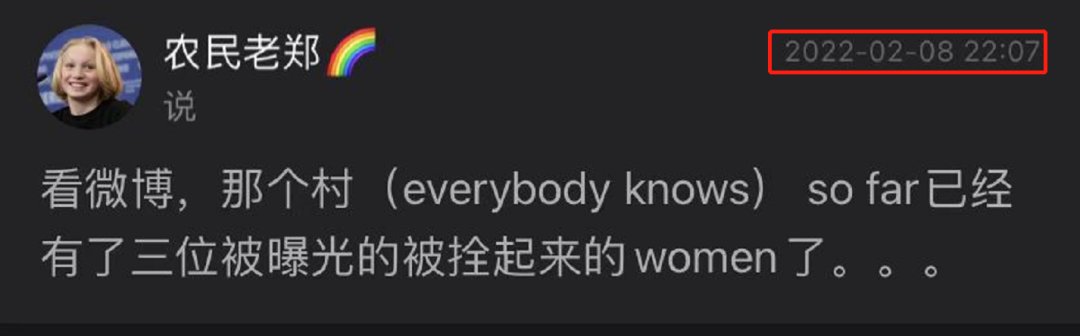 农民老郑🌈
2022-02-08 22:07
说
看微博，那个村（everybody knows） so far已经
有了三位被曝光的被拴起来的women了。。。